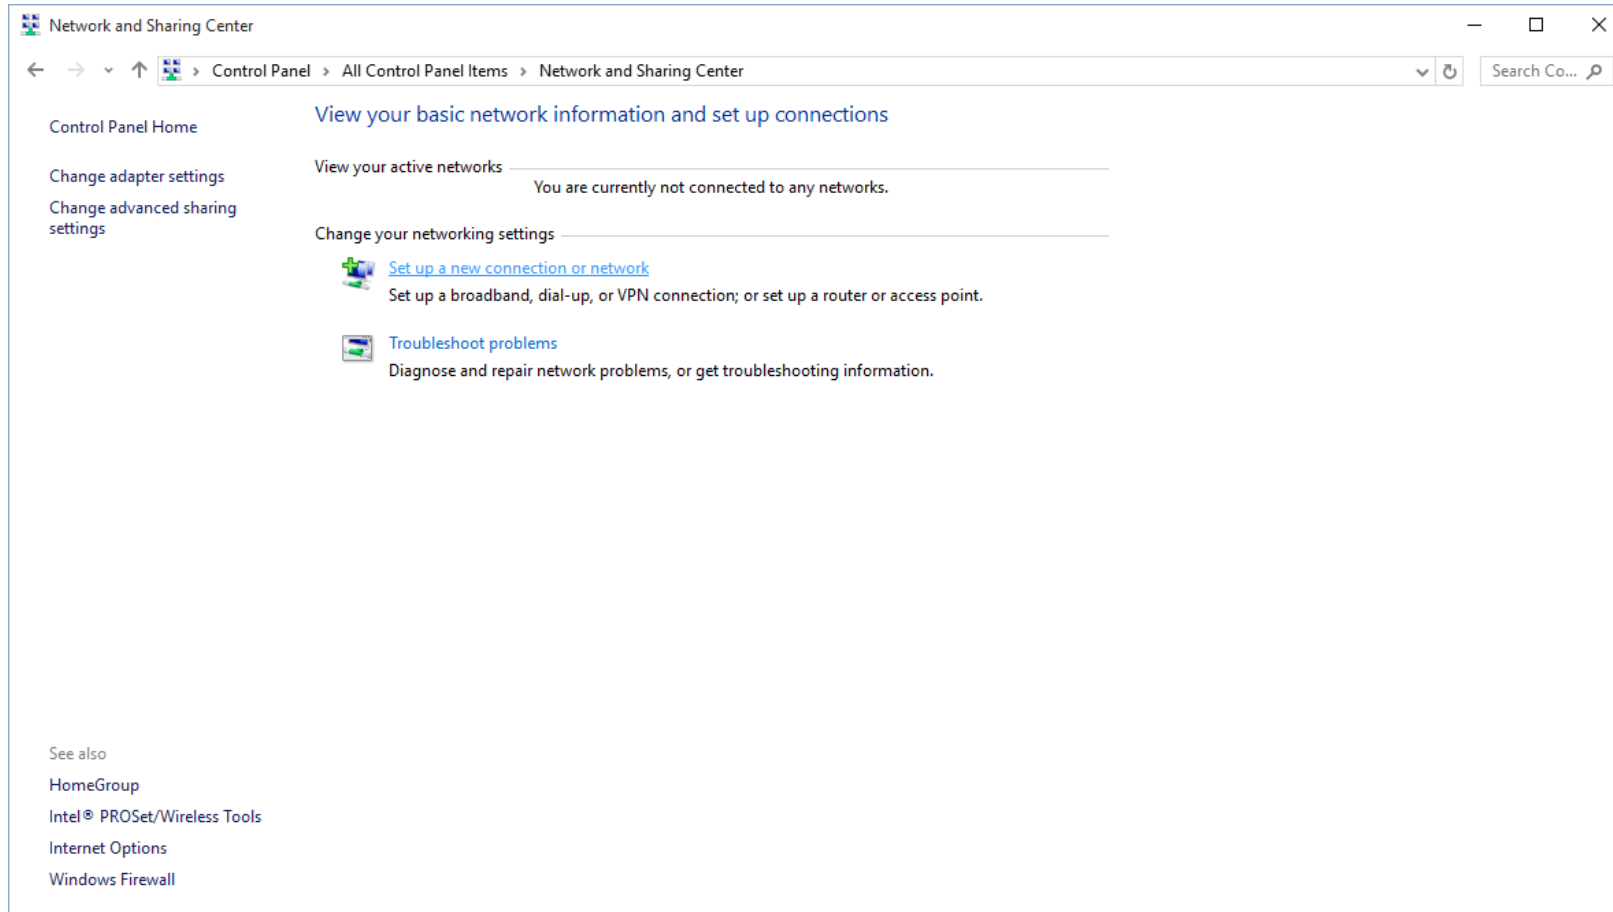 Network and Sharing Center
Control Panel > All Control Panel Items > Network and Sharing Center
Search Co...
Control Panel Home
Change adapter settings
Change advanced sharing
settings
View your basic network information and set up connections
View your active networks
You are currently not connected to any networks.
Change your networking settings
Set up a new connection or network
Set up a broadband, dial-up, or VPN connection; or set up a router or access point.
Troubleshoot problems
Diagnose and repair network problems, or get troubleshooting information.
See also
HomeGroup
Intel® PROSet/Wireless Tools
Internet Options
Windows Firewall